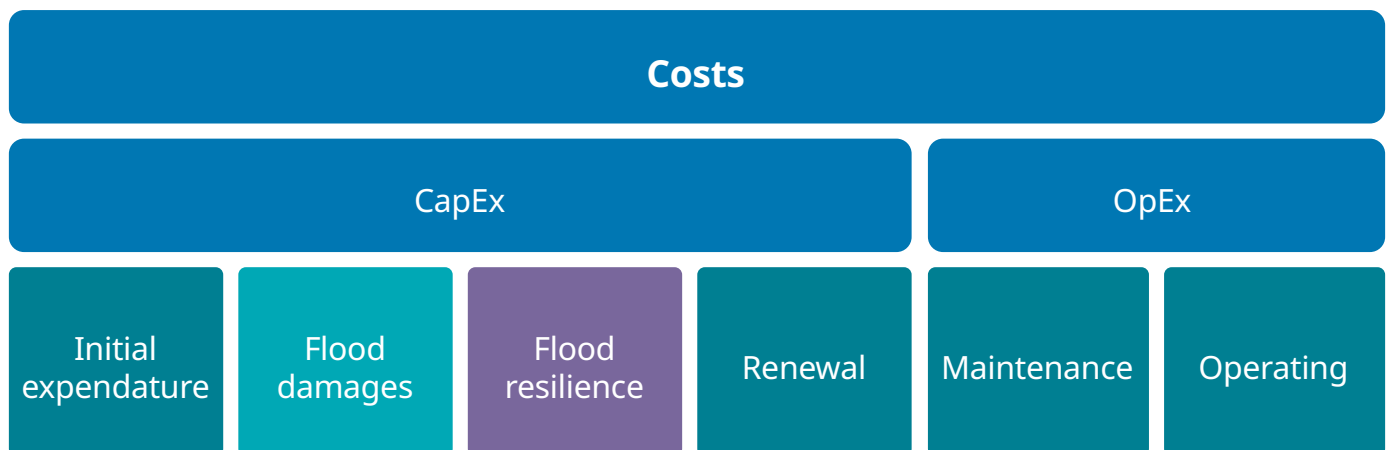 Costs
CapEx
OpEx
Initial
expendature
Flood
damages
Flood
resilience
Renewal
Maintenance
Operating